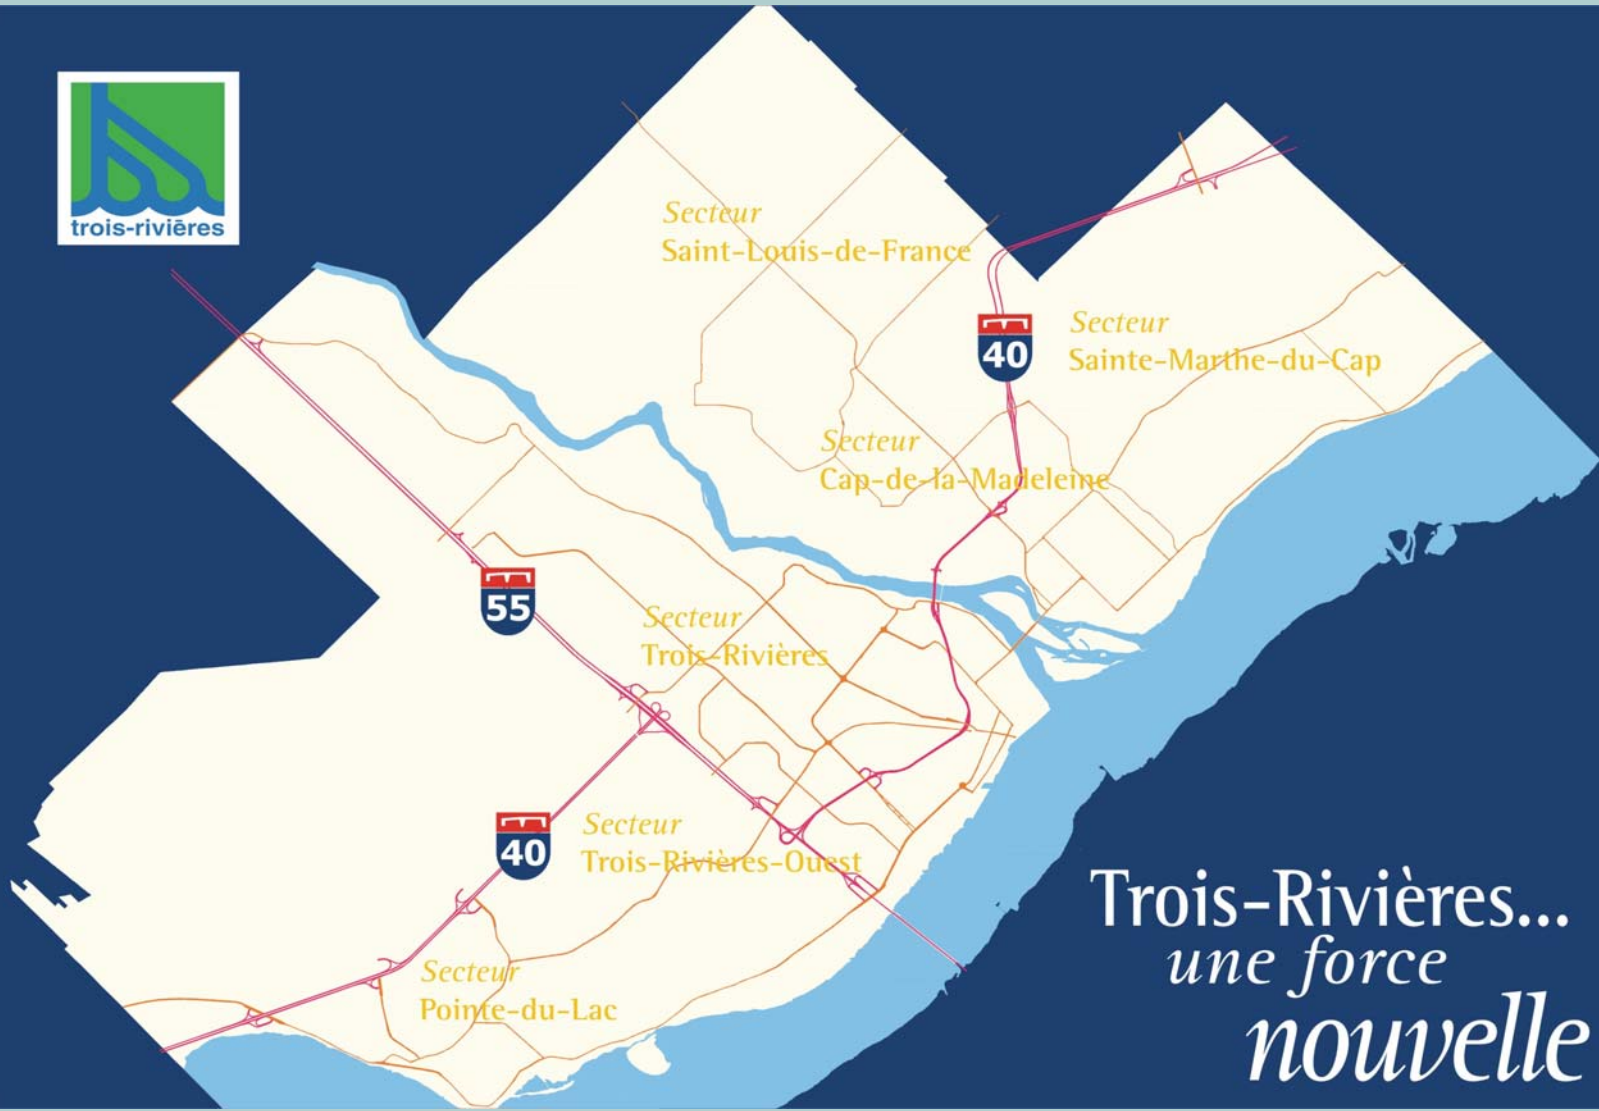 trois-rivières
Secteur
Saint-Louis-de-France
40
Secteur
Sainte-Marthe-du-Cap
Secteur
Cap-de-la-Madeleine
55
Secteur
Trois-Rivières
40
Secteur
Trois-Rivières-Ouest
Secteur
Pointe-du-Lac
Trois-Rivières...
une force
nouvelle